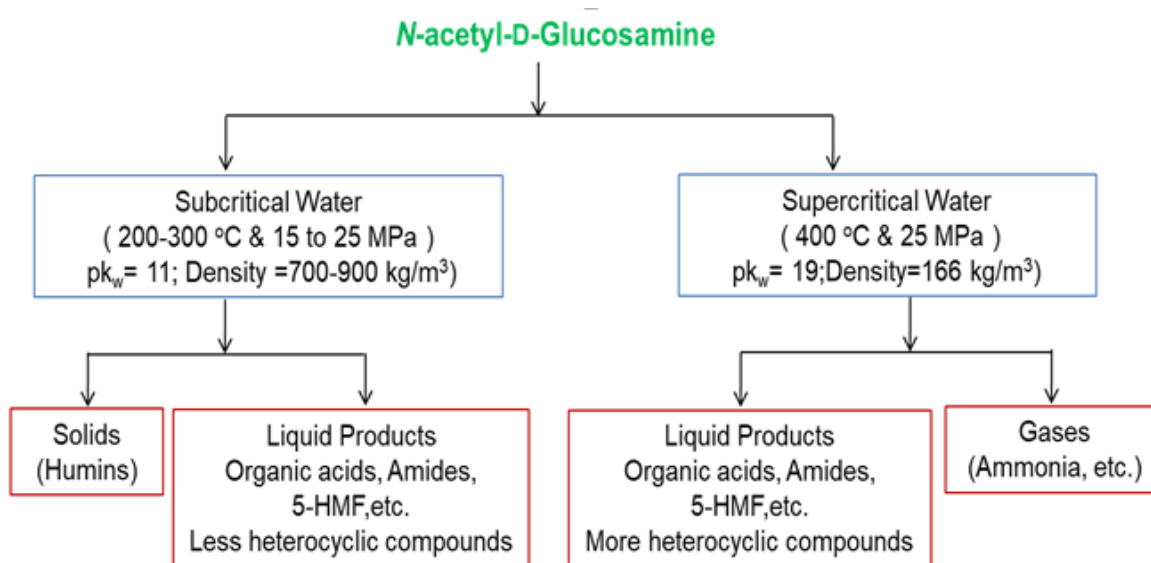 N-acetyl-D-Glucosamine
Subcritical Water
( 200-300 ºC & 15 to 25 MPa )
pkw= 11; Density =700-900 kg/m³)
Supercritical Water
( 400 ºC & 25 MPa )
pkw= 19;Density=166 kg/m³)
Solids
(Humins)
Liquid Products
Organic acids, Amides,
5-HMF,etc.
Less heterocyclic compounds
Liquid Products
Organic acids, Amides,
5-HMF,etc.
More heterocyclic compounds
Gases
(Ammonia, etc.)